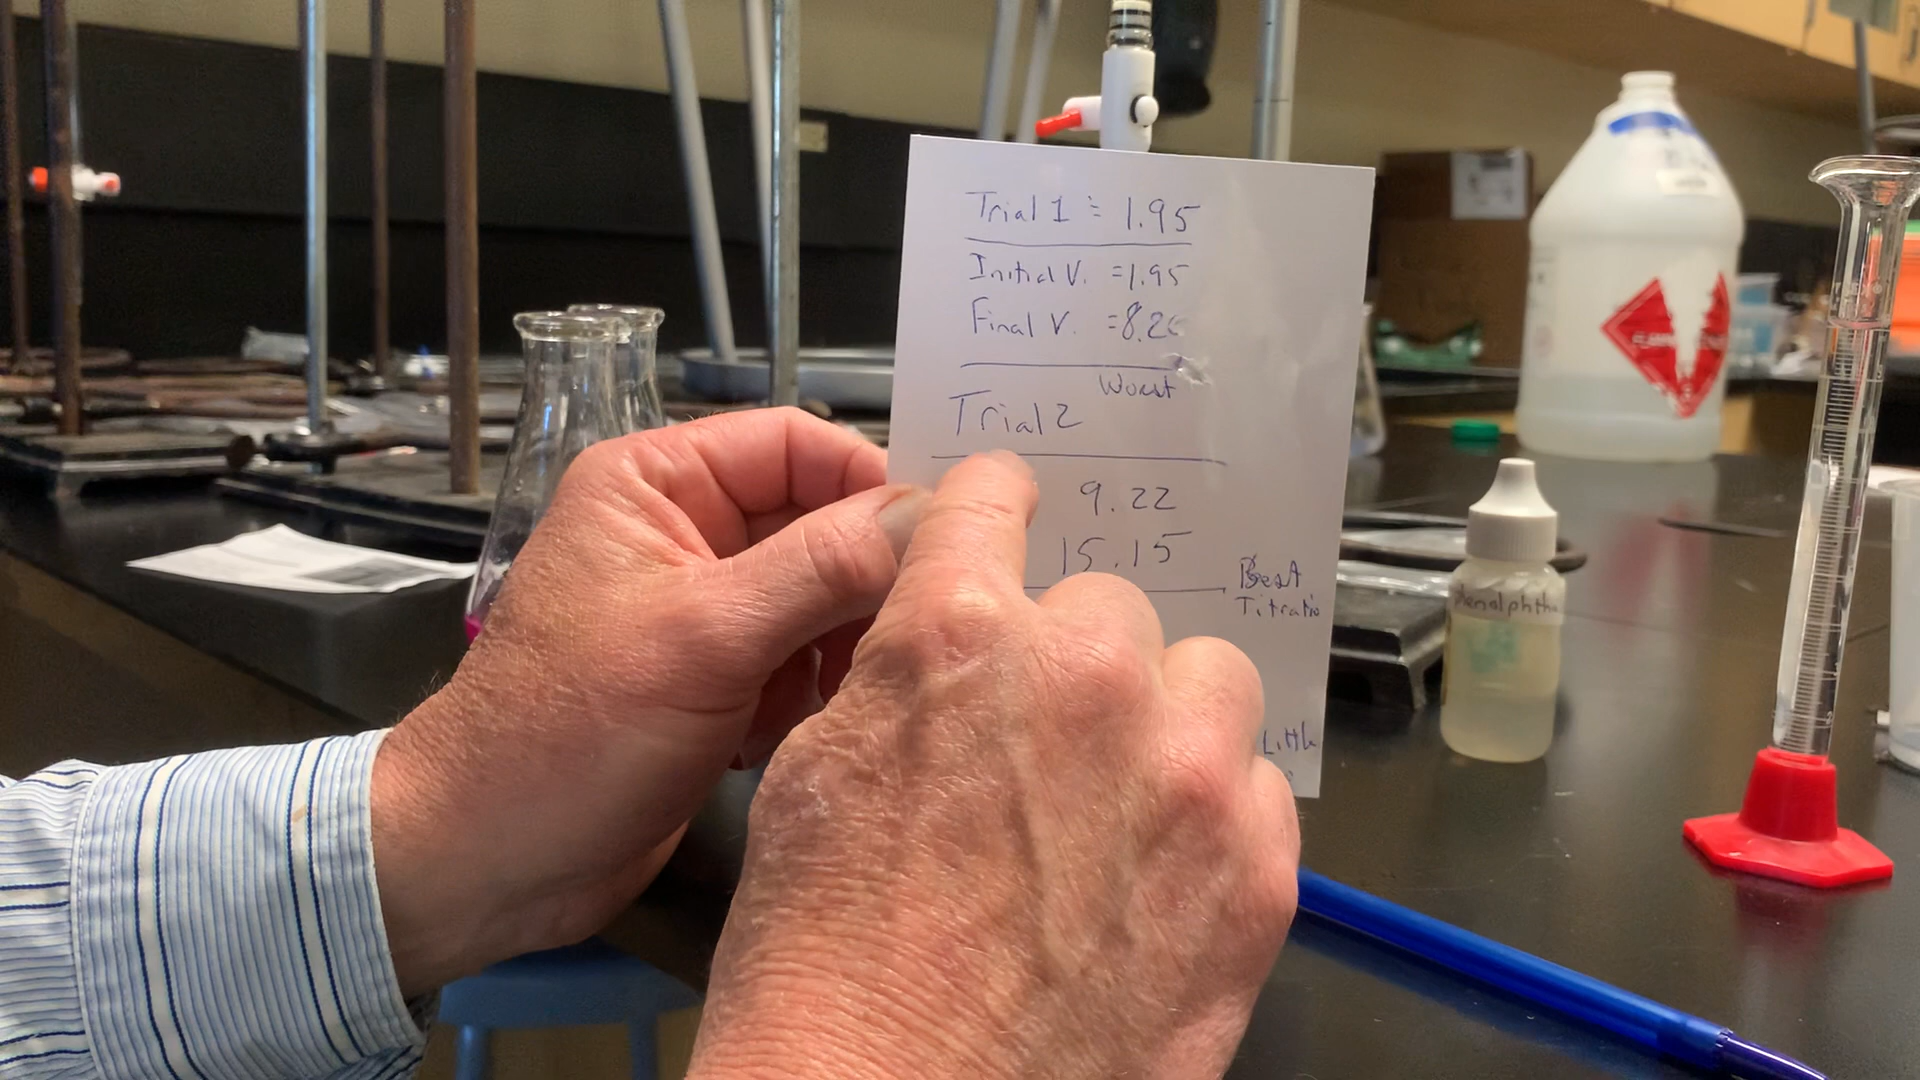 Trial 1 = 1.95
Initial V. =1.95
Final V. =8.26
Worst
Trial 2
9.22
15.15
Best
Titratio
Little
phenolphtha